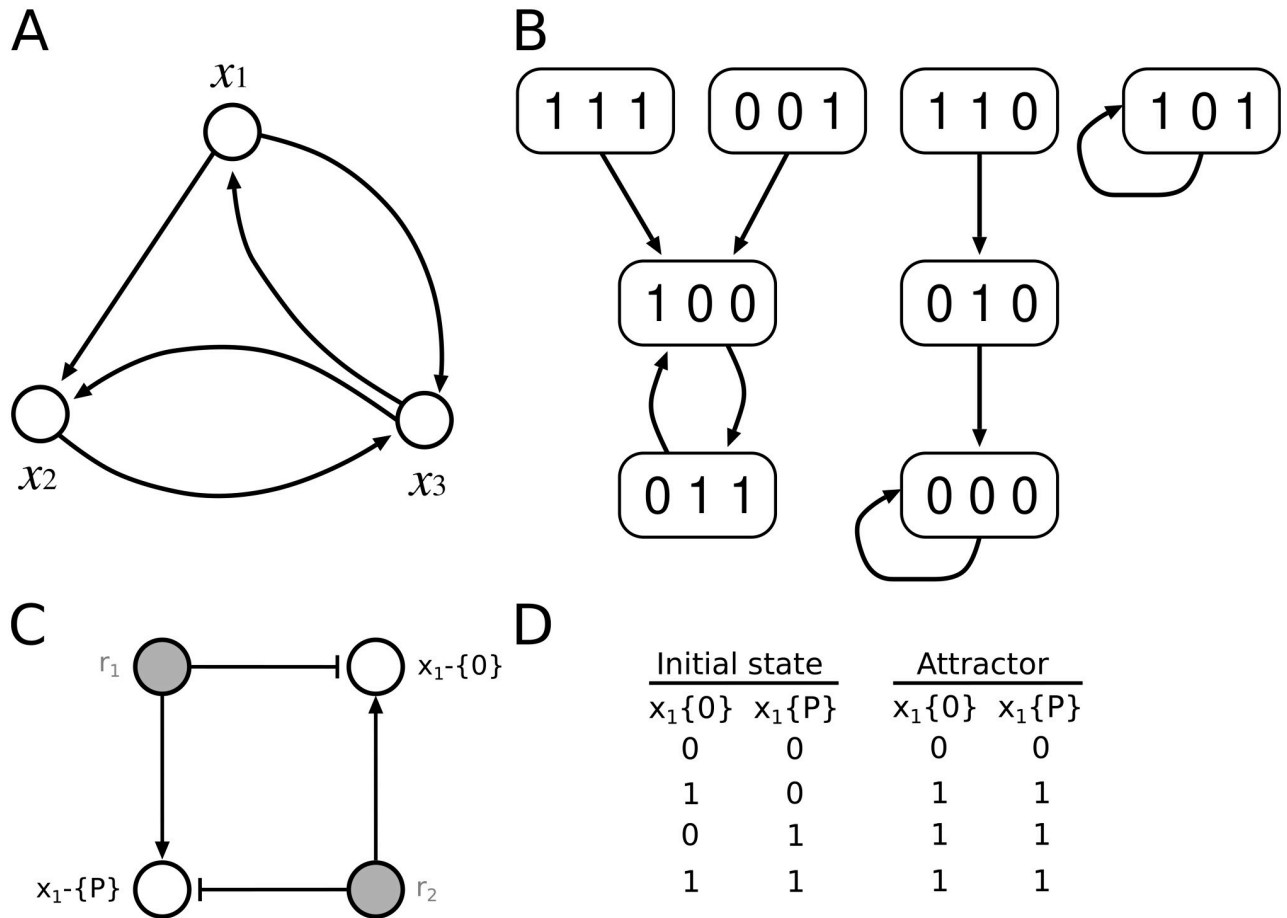 A
B
x1
1 1 1
0 0 1
1 1 0
1 0 1
1 0 0
0 1 0
x2
x3
0 1 1
0 0 0
C
D
r1
x1-{0}
x1-{P}
r2
Initial state Attractor
x1{0} x1{P} x1{0} x1{P}
0 0 0 0
1 0 1 1
0 1 1 1
1 1 1 1